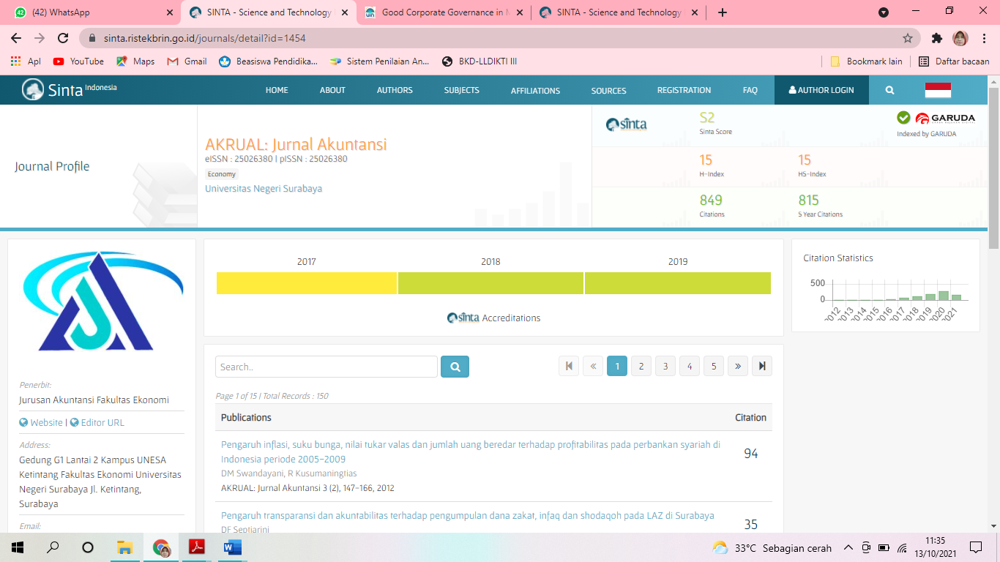 (42) WhatsApp
SINTA - Science and Technology
Good Corporate Governance in
SINTA - Science and Technology
sinta.ristekbrin.go.id/journals/detail?id=1454
Apl
YouTube
Maps
Gmail
Beasiswa Pendidika...
Sistem Penilaian An...
BKD-LLDIKTI III
Bookmark lain
Daftar bacaan
Sinta Indonesia
HOME ABOUT AUTHORS SUBJECTS AFFILIATIONS SOURCES REGISTRATION FAQ AUTHOR LOGIN
Journal Profile
AKRUAL: Jurnal Akuntansi
eISSN : 25026380 | pISSN : 25026380
Economy
Universitas Negeri Surabaya
sinta
S2
Sinta Score
GARUDA
Indexed by GARUDA
15
H-Index
15
H5-Index
849
Citations
815
5 Year Citations
2017 2018 2019
sinta Accreditations
Citation Statistics
500
0
2012 2013 2014 2015 2016 2017 2018 2019 2020 2021
Penerbit:
Jurusan Akuntansi Fakultas Ekonomi
Website | Editor URL
Address:
Gedung G1 Lantai 2 Kampus UNESA
Ketintang Fakultas Ekonomi Universitas
Negeri Surabaya Jl. Ketintang,
Surabaya
Email:
Search..
1 2 3 4 5
Page 1 of 15 | Total Records : 150
Publications Citation
Pengaruh inflasi, suku bunga, nilai tukar valas dan jumlah uang beredar terhadap profitabilitas pada perbankan syariah di
Indonesia periode 2005-2009
94
DM Swandayani, R Kusumaningtias
AKRUAL: Jurnal Akuntansi 3 (2), 147-166, 2012
Pengaruh transparansi dan akuntabilitas terhadap pengumpulan dana zakat, infaq dan shodaqoh pada LAZ di Surabaya
35
DF Septiarini
33°C Sebagian cerah
11:35
13/10/2021